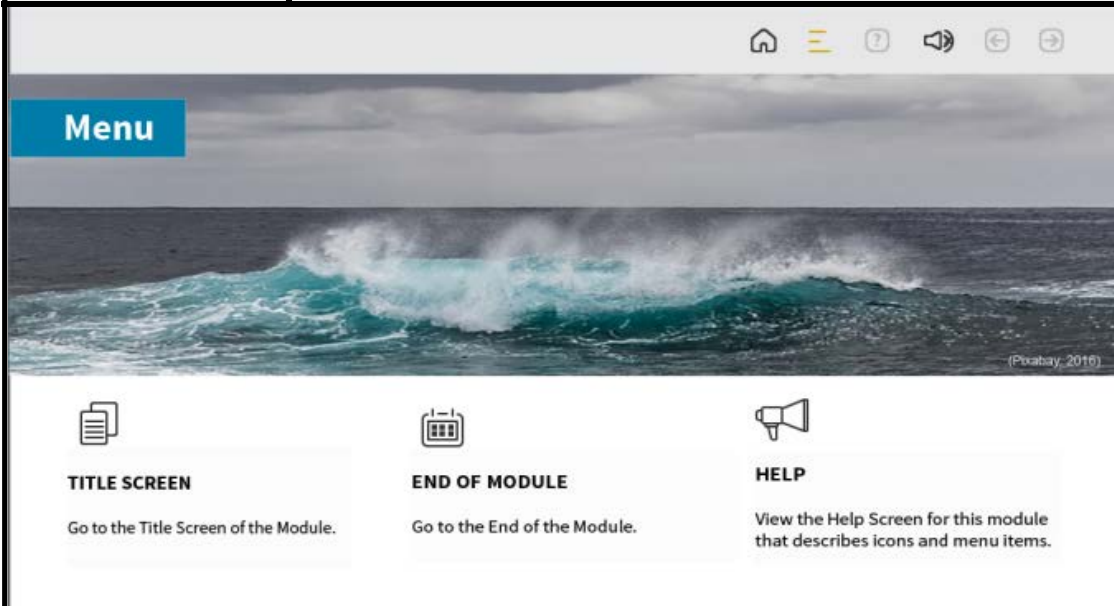 Menu
(Pixabay, 2016)
TITLE SCREEN
Go to the Title Screen of the Module.
END OF MODULE
Go to the End of the Module.
HELP
View the Help Screen for this module
that describes icons and menu items.